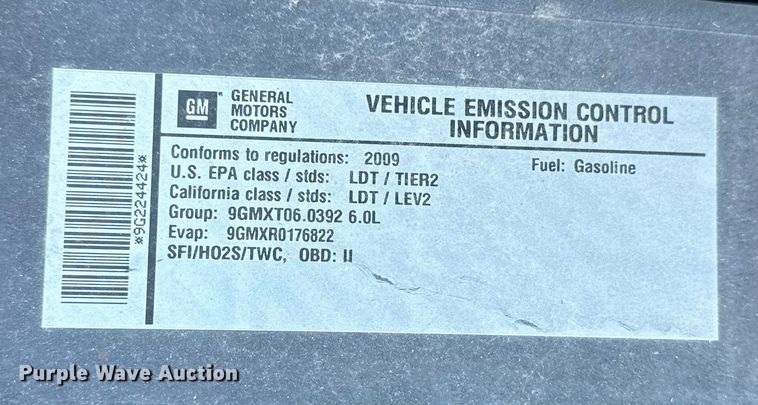 *9G224424*
GM
GENERAL
MOTORS
COMPANY
VEHICLE EMISSION CONTROL
INFORMATION
Conforms to regulations: 2009
Fuel: Gasoline
U.S. EPA class / stds: LDT / TIER2
California class / stds: LDT / LEV2
Group: 9GMXT06.0392 6.0L
Evap: 9GMXR0176822
SFI/HO2S/TWC, OBD: II
Purple Wave Auction